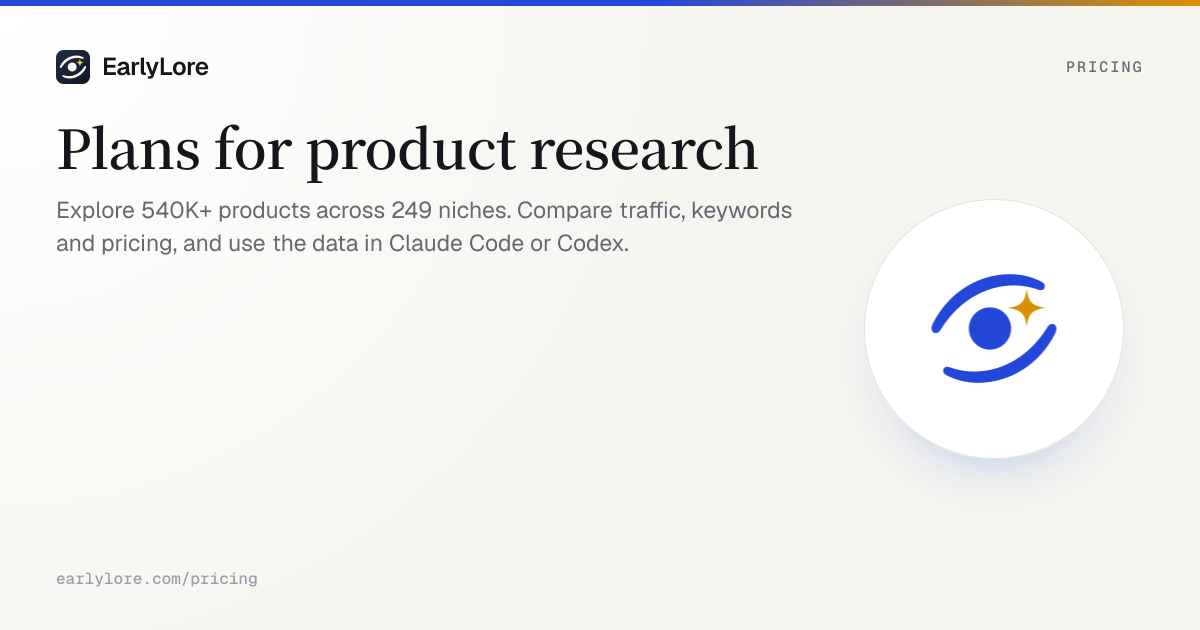 EarlyLore
PRICING
Plans for product research
Explore 540K+ products across 249 niches. Compare traffic, keywords
and pricing, and use the data in Claude Code or Codex.
earlylore.com/pricing